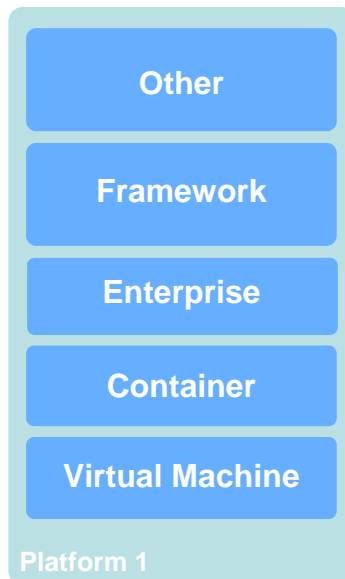 Other
Framework
Enterprise
Container
Virtual Machine
Platform 1